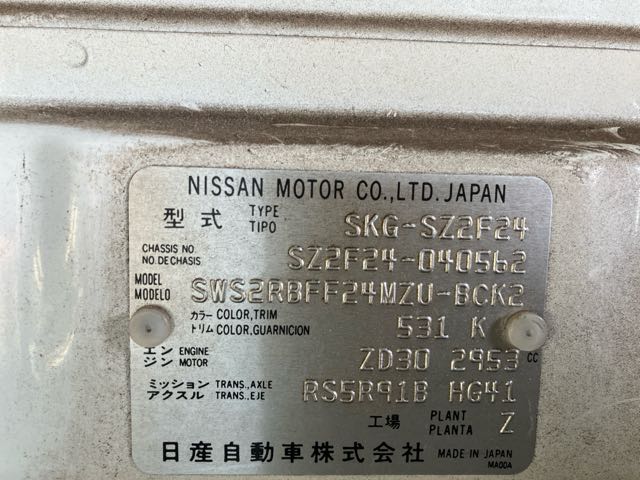 NISSAN MOTOR CO.,LTD. JAPAN
型式 TYPE TIPO SKG-SZ2F24
CHASSIS NO. NO. DE CHASIS SZ2F24-040562
MODEL MODELO SWS2RBFF24MZU-BCK2
カラー COLOR,TRIM
トリム COLOR,GUARNICION 531 K
エンジン ENGINE MOTOR ZD30 2953 CC
ミッション TRANS.,AXLE
アクスル TRANS.,EJE RS5R91B HG41
工場 PLANT PLANTA Z
日産自動車株式会社 MADE IN JAPAN
MA0DA